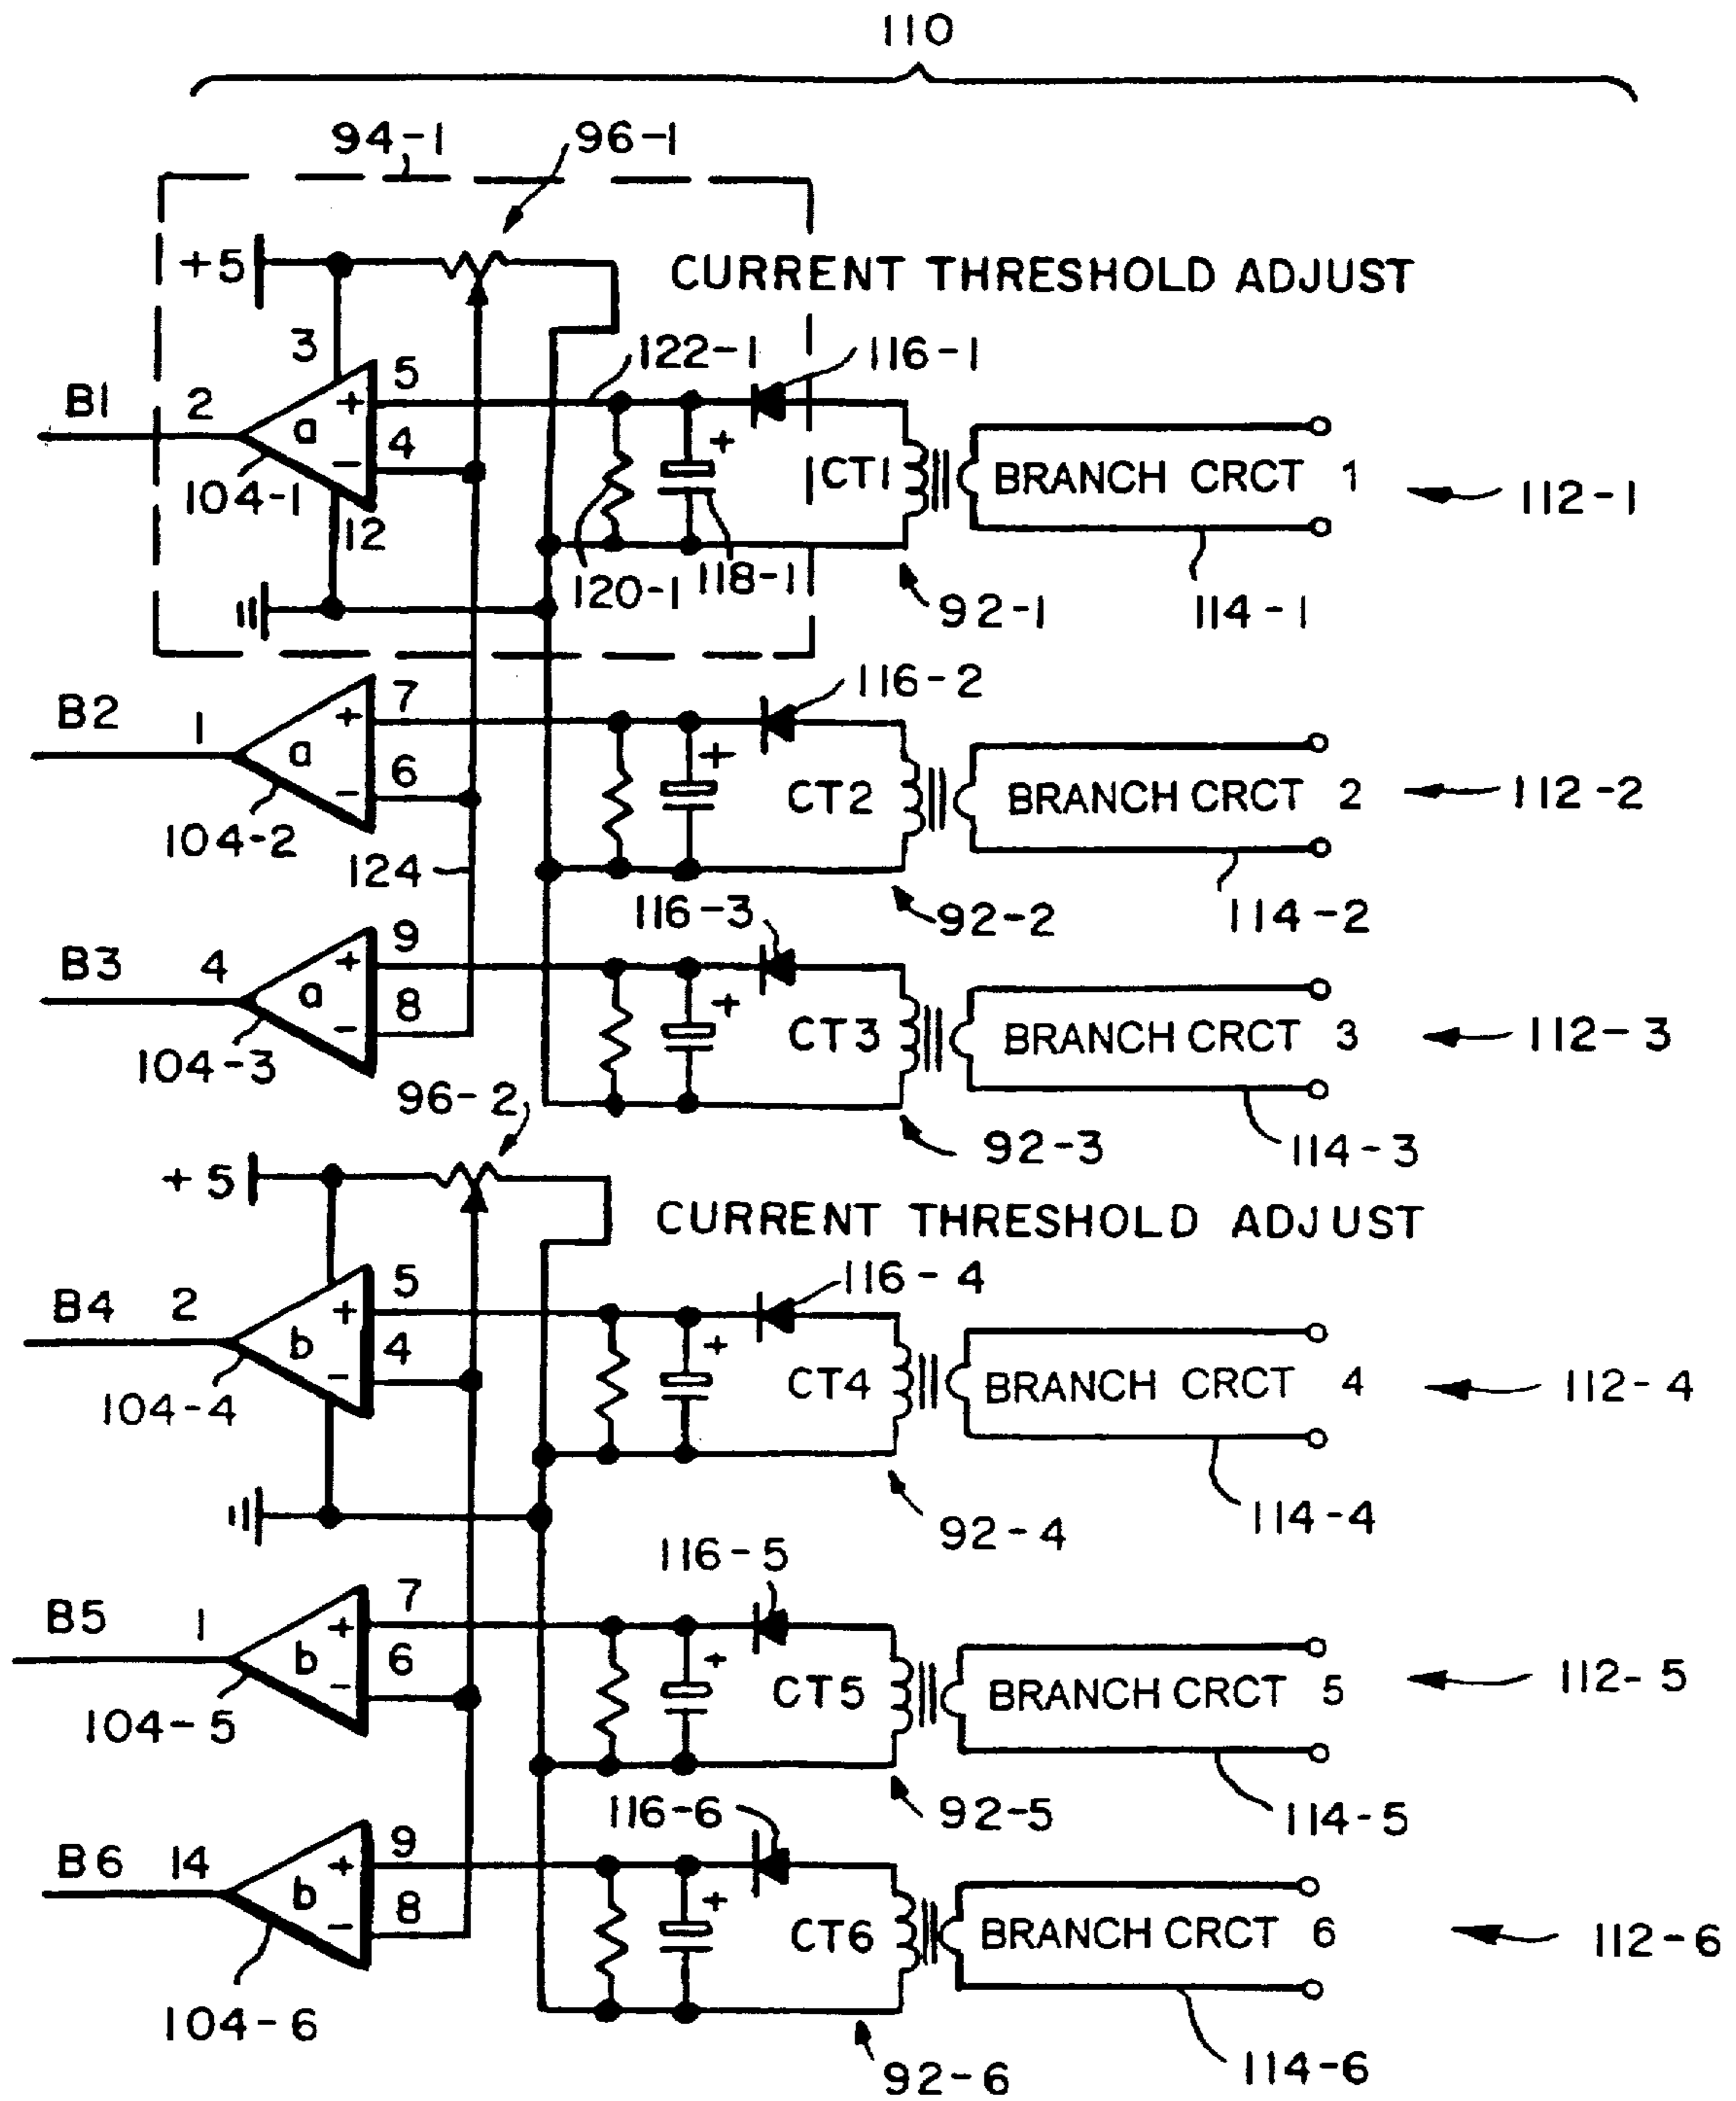 110
94-1 96-1
+5 CURRENT THRESHOLD ADJUST
3 5 122-1 116-1
B1 2 a + 4 +
- CT1 BRANCH CRCT 1 112-1
104-1 12
120-1 118-1 92-1 114-1
116-2
B2 1 a + 7 +
- 6 CT2 BRANCH CRCT 2 112-2
104-2
124 116-3 92-2 114-2
B3 4 a + 9 +
- 8 CT3 BRANCH CRCT 3 112-3
104-3
96-2 92-3 114-3
+5 CURRENT THRESHOLD ADJUST
5 116-4
B4 2 b + 4 +
- CT4 BRANCH CRCT 4 112-4
104-4
92-4 114-4
116-5
B5 1 b + 7 +
- 6 CT5 BRANCH CRCT 5 112-5
104-5
116-6 92-5 114-5
B6 14 b + 9 +
- 8 CT6 BRANCH CRCT 6 112-6
104-6
92-6 114-6